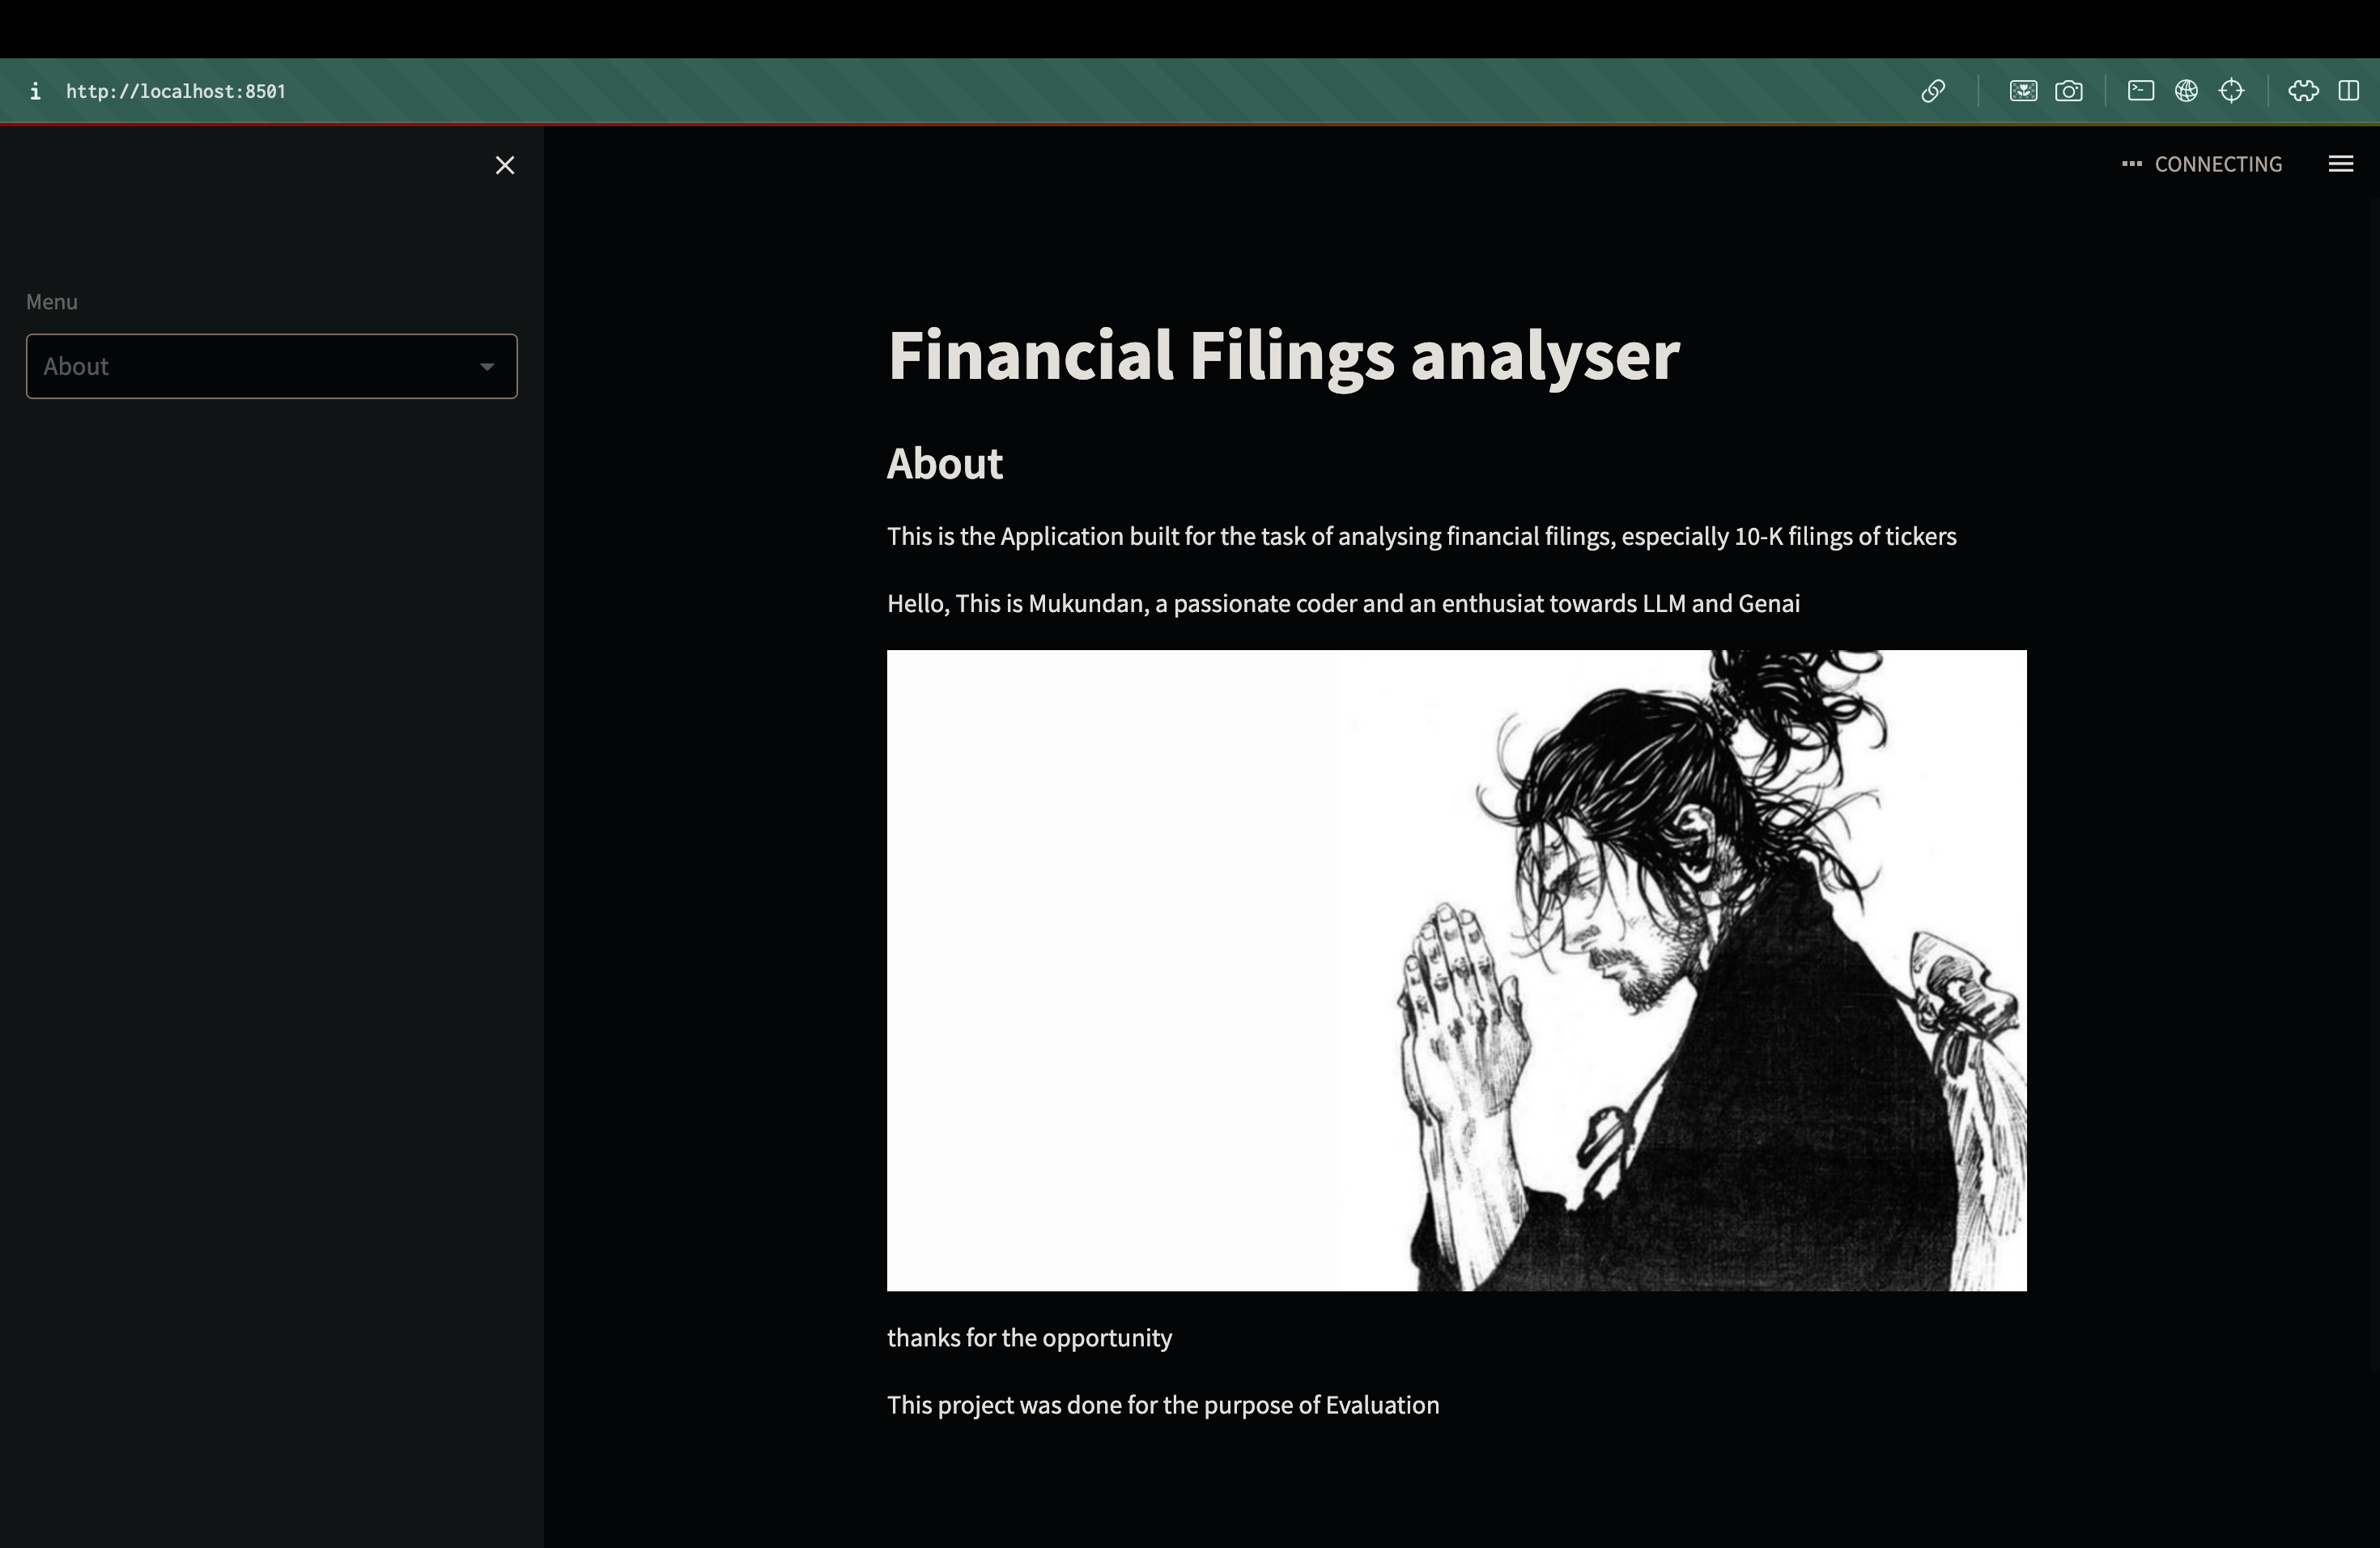 http://localhost:8501
CONNECTING
Menu
About
Financial Filings analyser
About
This is the Application built for the task of analysing financial filings, especially 10-K filings of tickers
Hello, This is Mukundan, a passionate coder and an enthusiat towards LLM and Genai
thanks for the opportunity
This project was done for the purpose of Evaluation